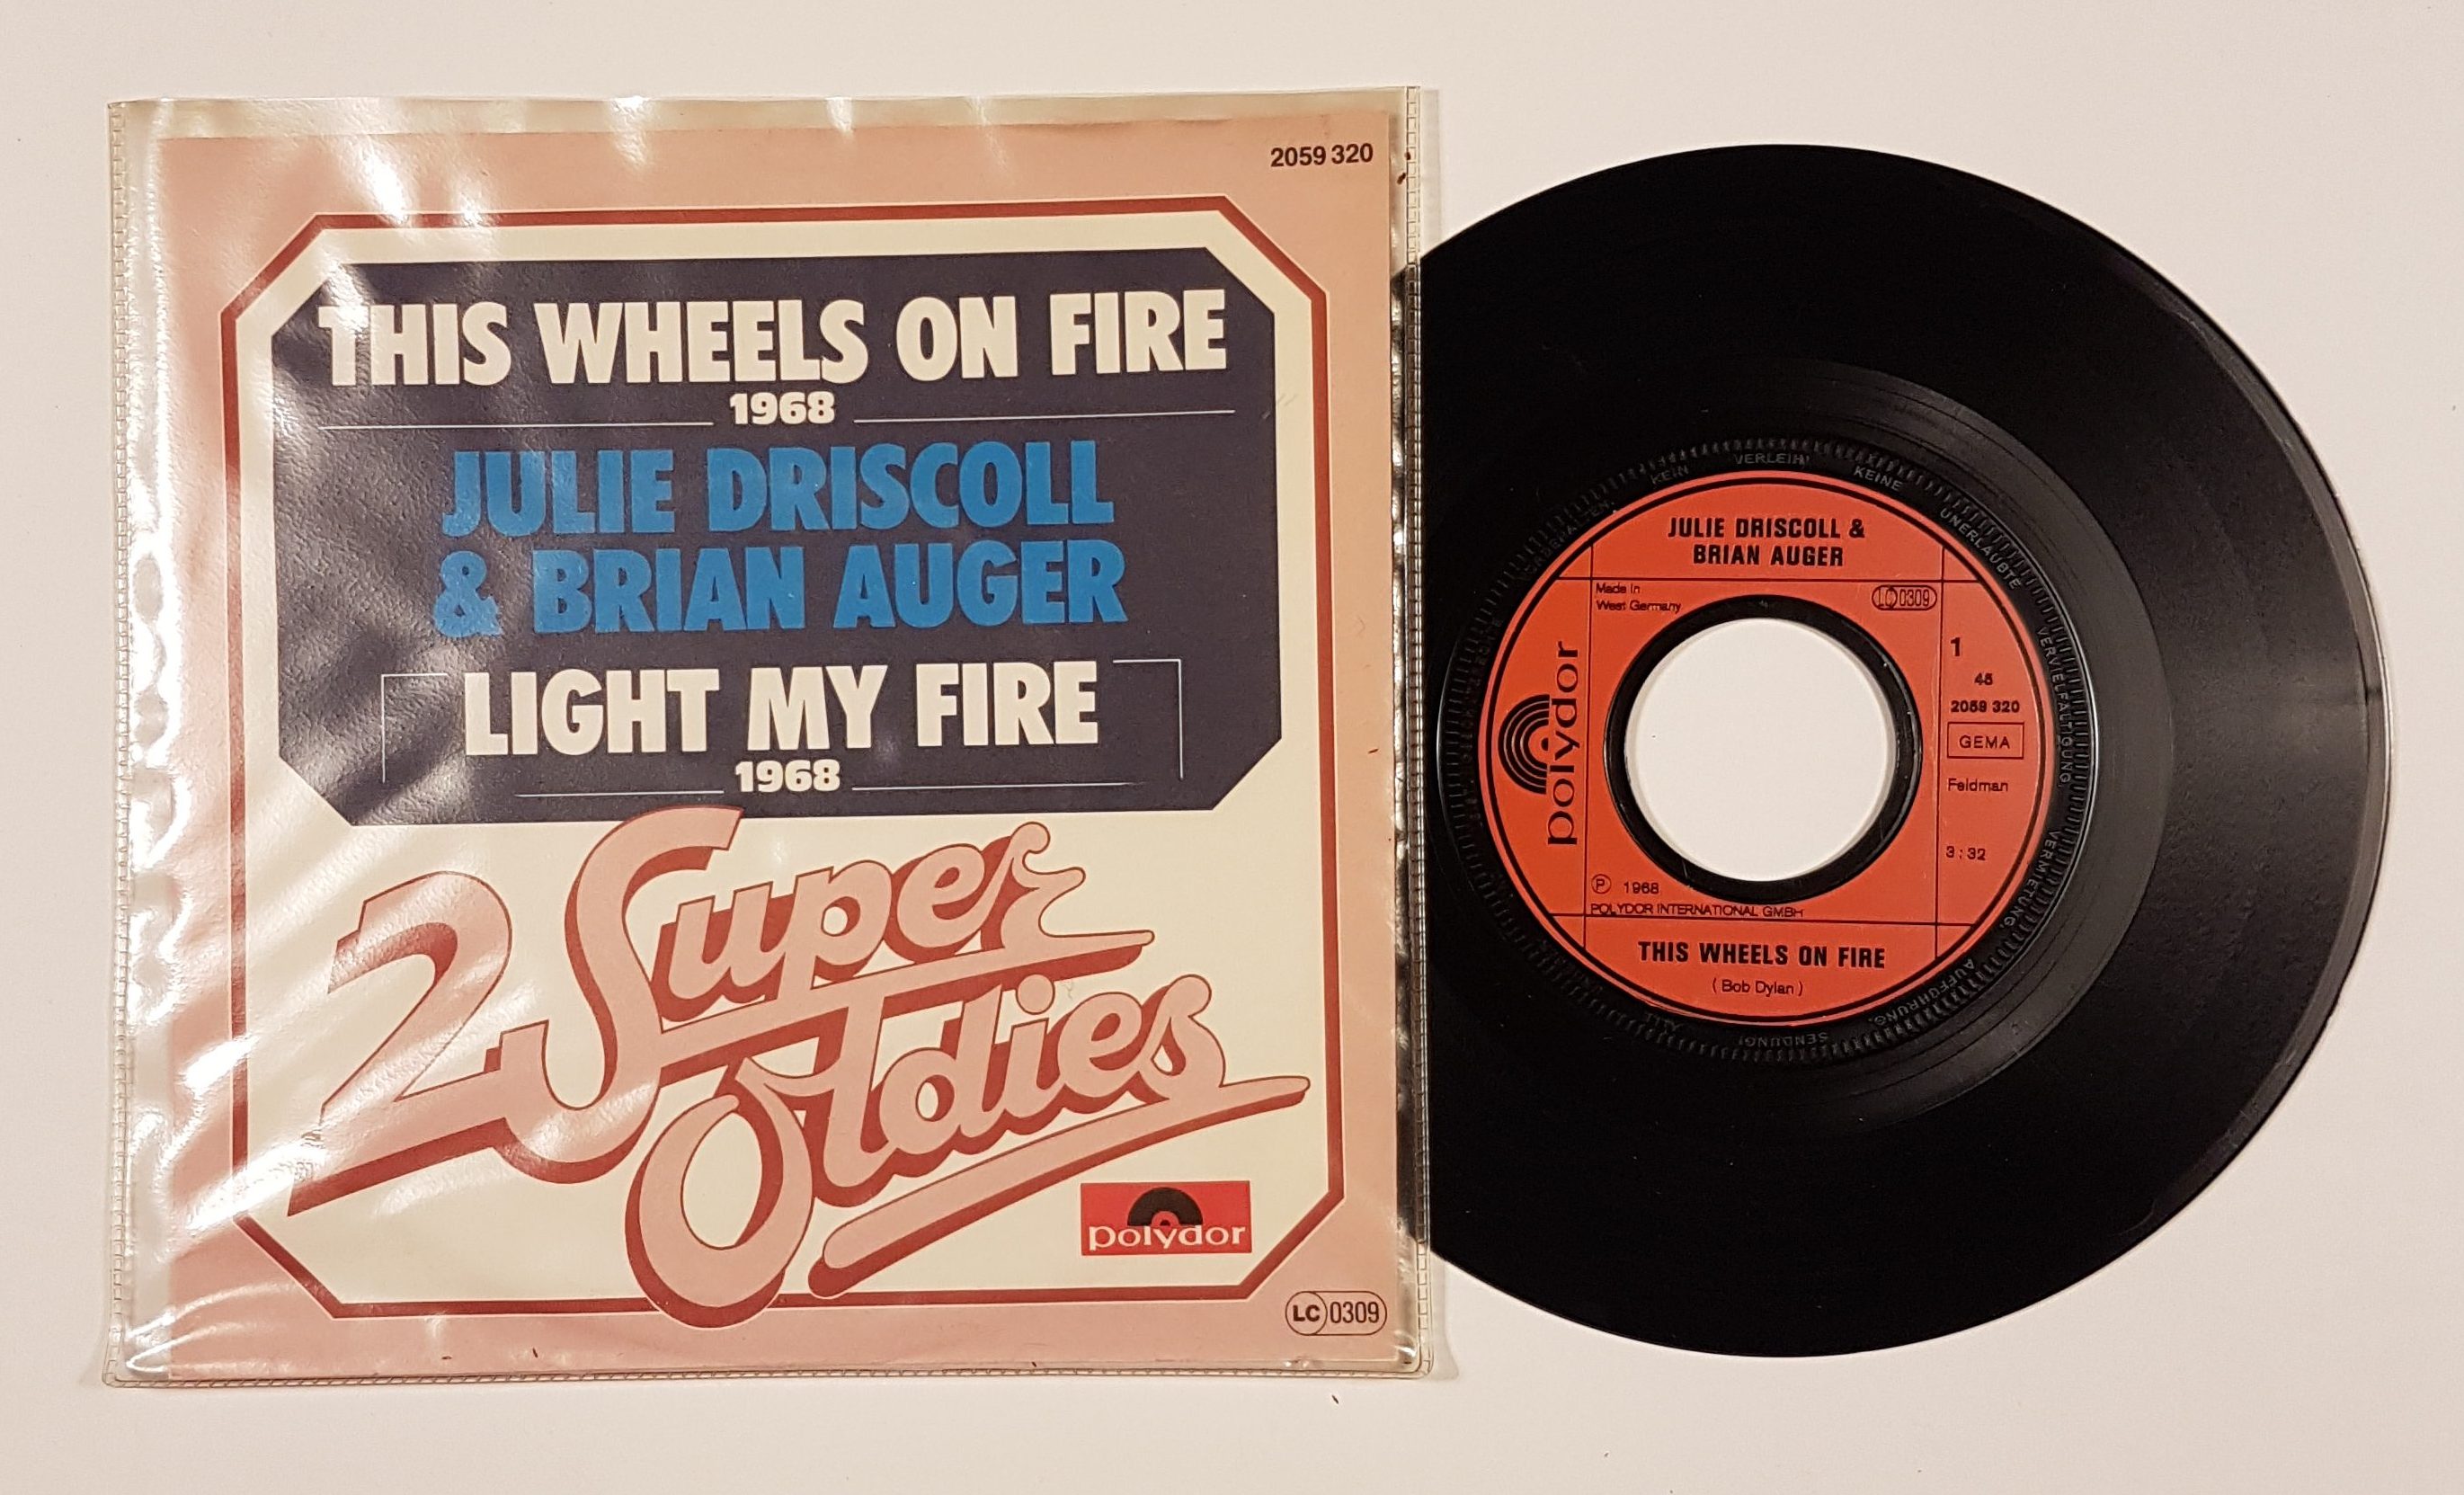 2059 320
THIS WHEELS ON FIRE
1968
JULIE DRISCOLL
& BRIAN AUGER
LIGHT MY FIRE
1968
2 Super
Oldies
polydor
LC 0309
KEIN VERLEIH! KEINE UNERLAUBTE VERVIELFÄLTIGUNG, VERMIETUNG, AUFFÜHRUNG, SENDUNG!
JULIE DRISCOLL &
BRIAN AUGER
Made in
West Germany
LC 0309
polydor
1
45
2059 320
GEMA
Feldman
3:32
℗ 1968
POLYDOR INTERNATIONAL GMBH
THIS WHEELS ON FIRE
(Bob Dylan)